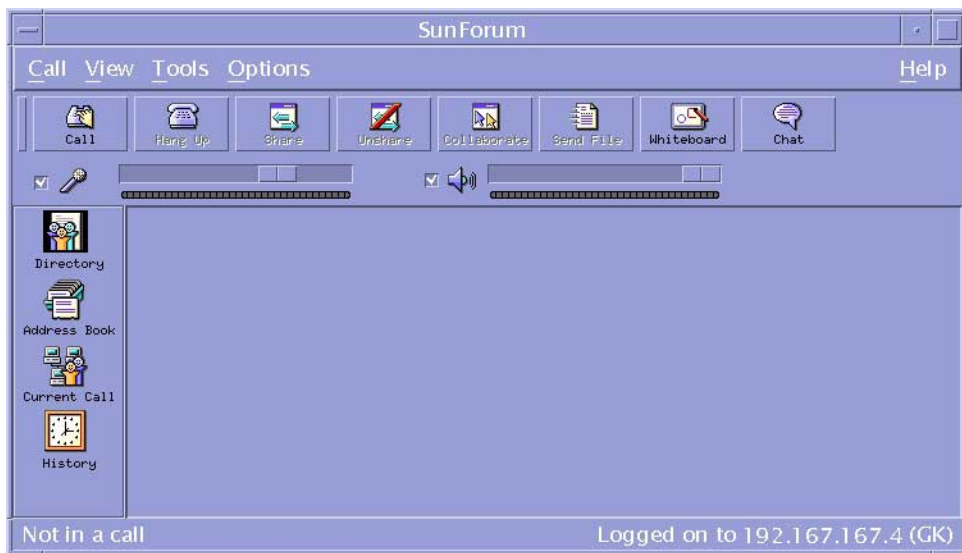 SunForum
Call View Tools Options Help
Call Hang Up Share Unshare Collaborate Send File Whiteboard Chat
Directory
Address Book
Current Call
History
Not in a call Logged on to 192.167.167.4 (GK)